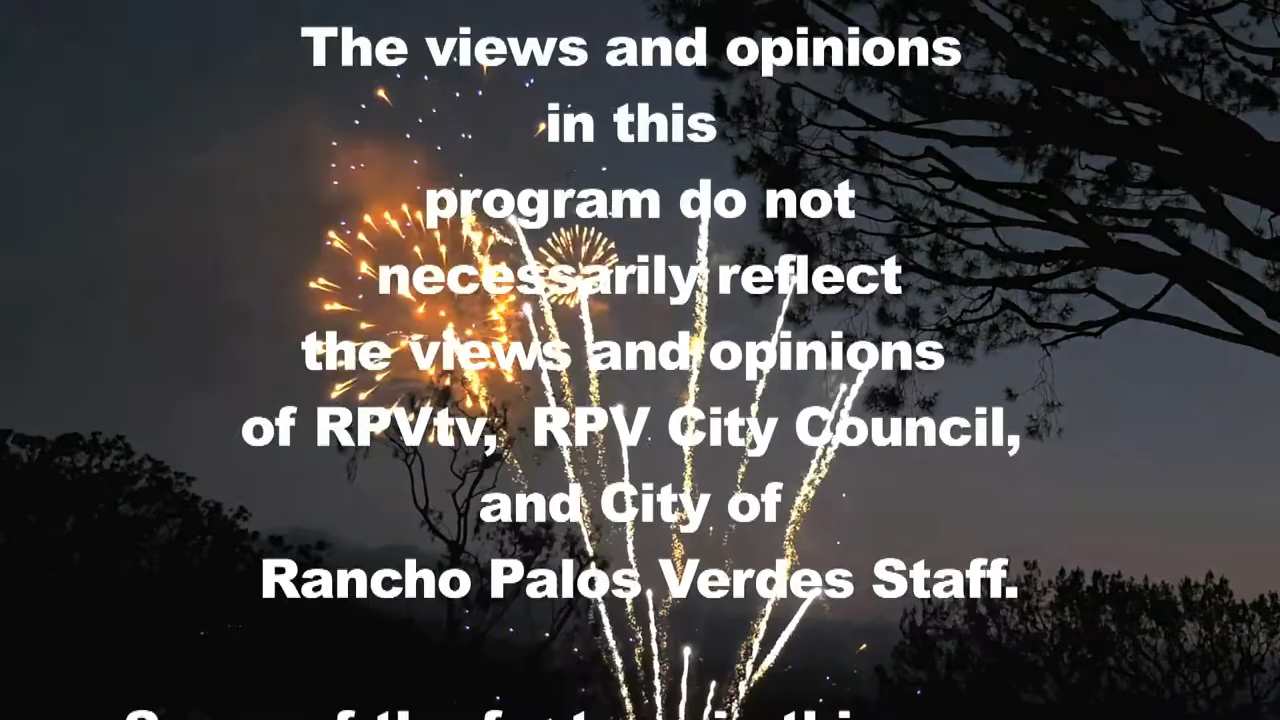 The views and opinions
in this
program do not
necessarily reflect
the views and opinions
of RPVtv, RPV City Council,
and City of
Rancho Palos Verdes Staff.